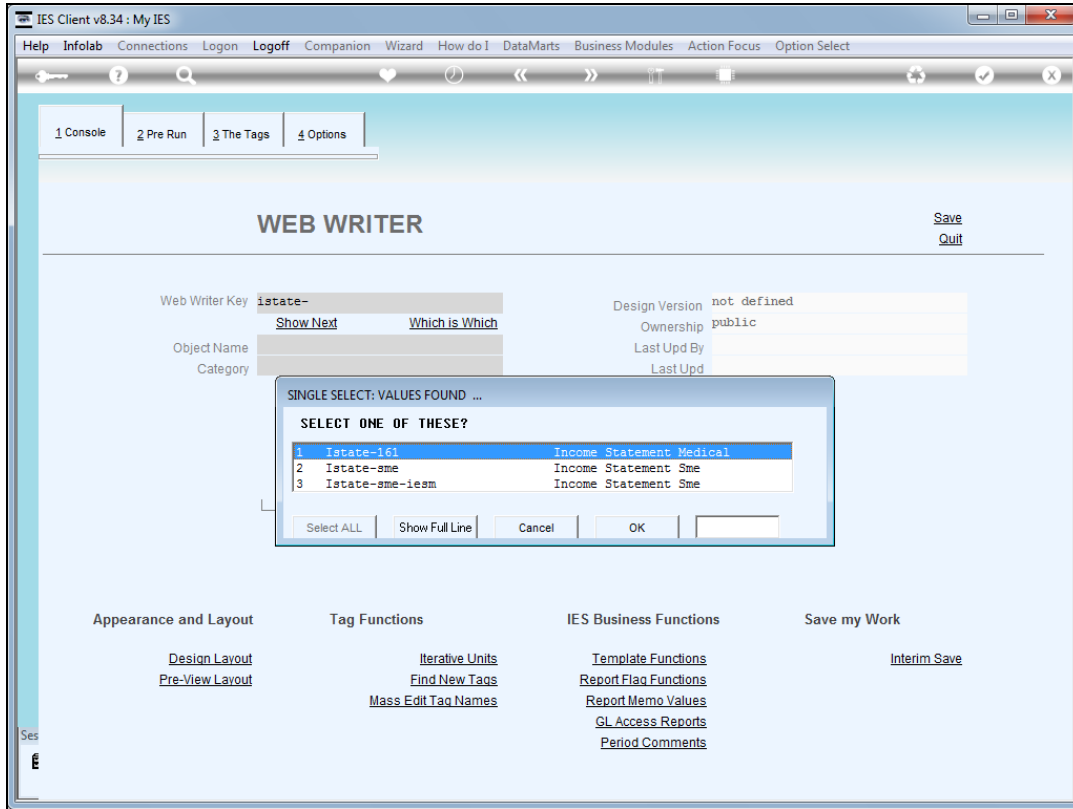 IES Client v8.34 : My IES
Help Infolab Connections Logon Logoff Companion Wizard How do I DataMarts Business Modules Action Focus Option Select
1 Console 2 Pre Run 3 The Tags 4 Options
WEB WRITER
Save
Quit
Web Writer Key istate-
Show Next Which is Which
Object Name
Category
Design Version not defined
Ownership public
Last Upd By
Last Upd
SINGLE SELECT: VALUES FOUND ...
SELECT ONE OF THESE?
1 Istate-161 Income Statement Medical
2 Istate-sme Income Statement Sme
3 Istate-sme-iesm Income Statement Sme
Select ALL Show Full Line Cancel OK
Appearance and Layout Tag Functions IES Business Functions Save my Work
Design Layout Iterative Units Template Functions Interim Save
Pre-View Layout Find New Tags Report Flag Functions
Mass Edit Tag Names Report Memo Values
GL Access Reports
Period Comments
Ses